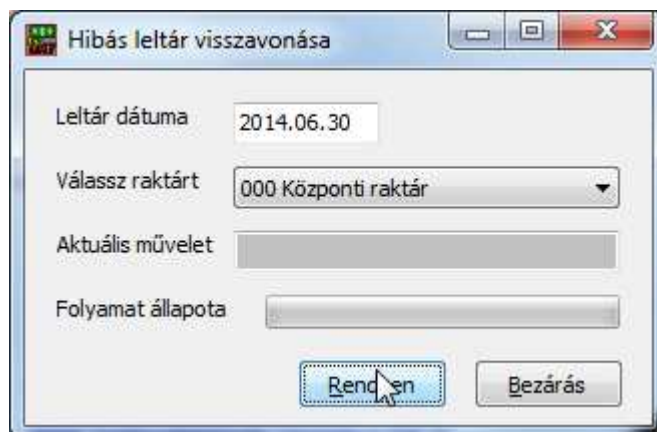 Hibás leltár visszavonása
Leltár dátuma 2014.06.30
Válassz raktárt 000 Központi raktár
Aktuális művelet
Folyamat állapota
Rendben Bezárás